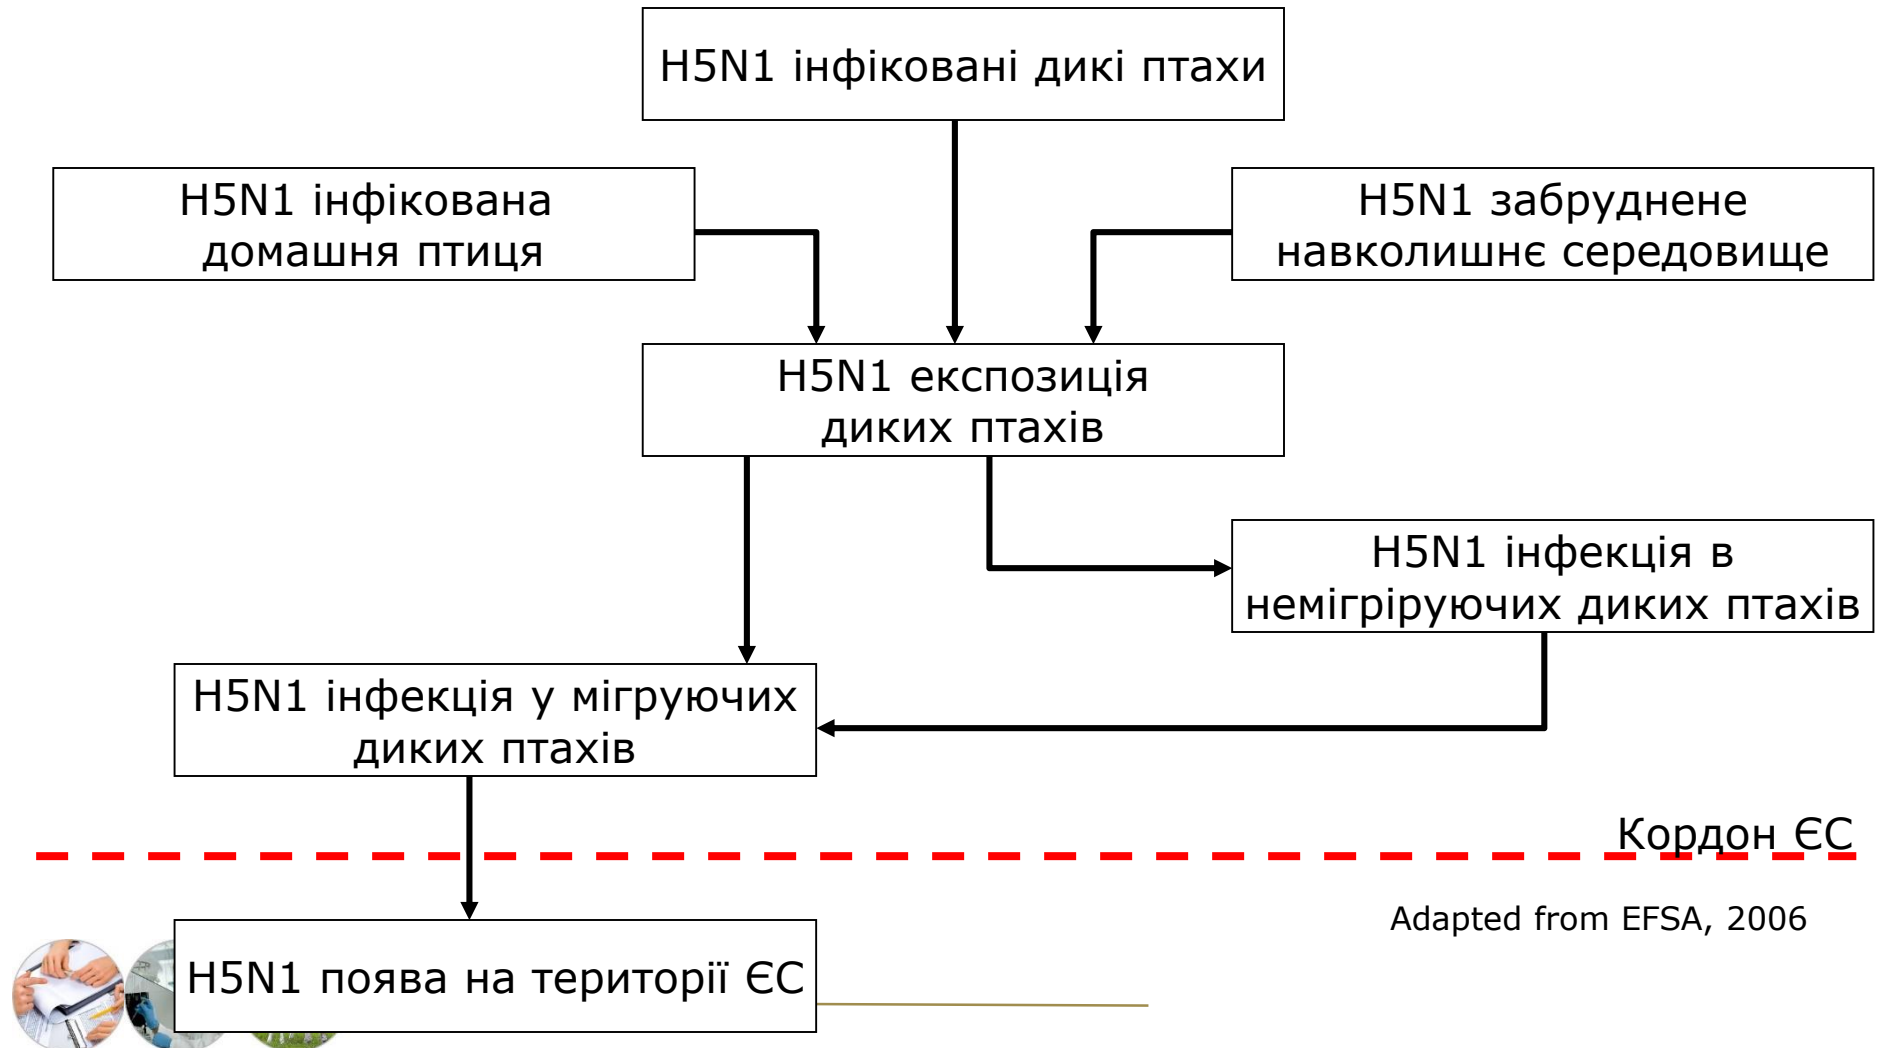 H5N1 інфіковані дикі птахи
H5N1 інфікована
домашня птиця
H5N1 забруднене
навколишнє середовище
H5N1 експозиція
диких птахів
H5N1 інфекція в
немігріруючих диких птахів
H5N1 інфекція у мігруючих
диких птахів
Кордон ЄС
Adapted from EFSA, 2006
H5N1 поява на території ЄС